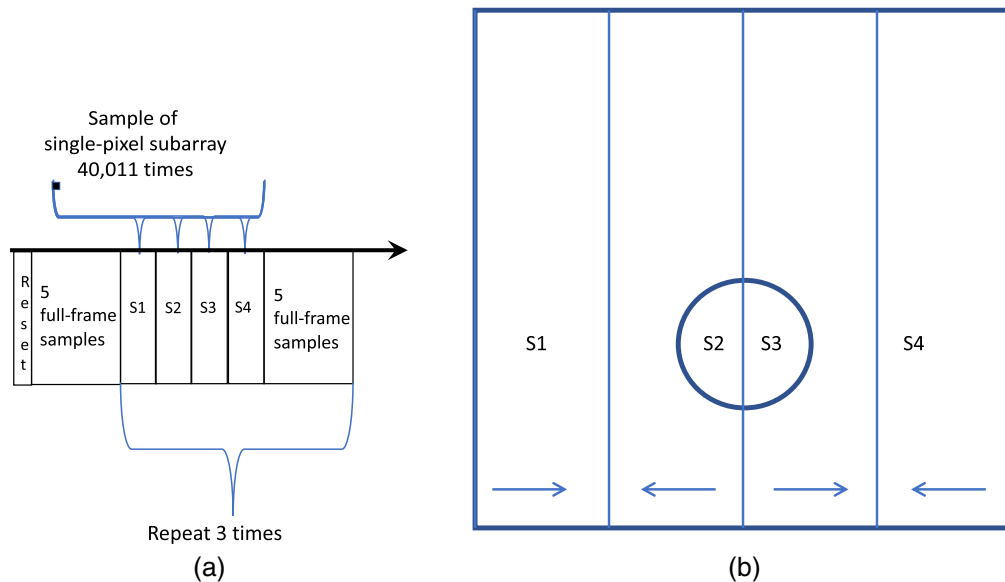 Sample of
single-pixel subarray
40,011 times
Reset
5
full-frame
samples
S1
S2
S3
S4
5
full-frame
samples
Repeat 3 times
(a)
S1
S2
S3
S4
(b)